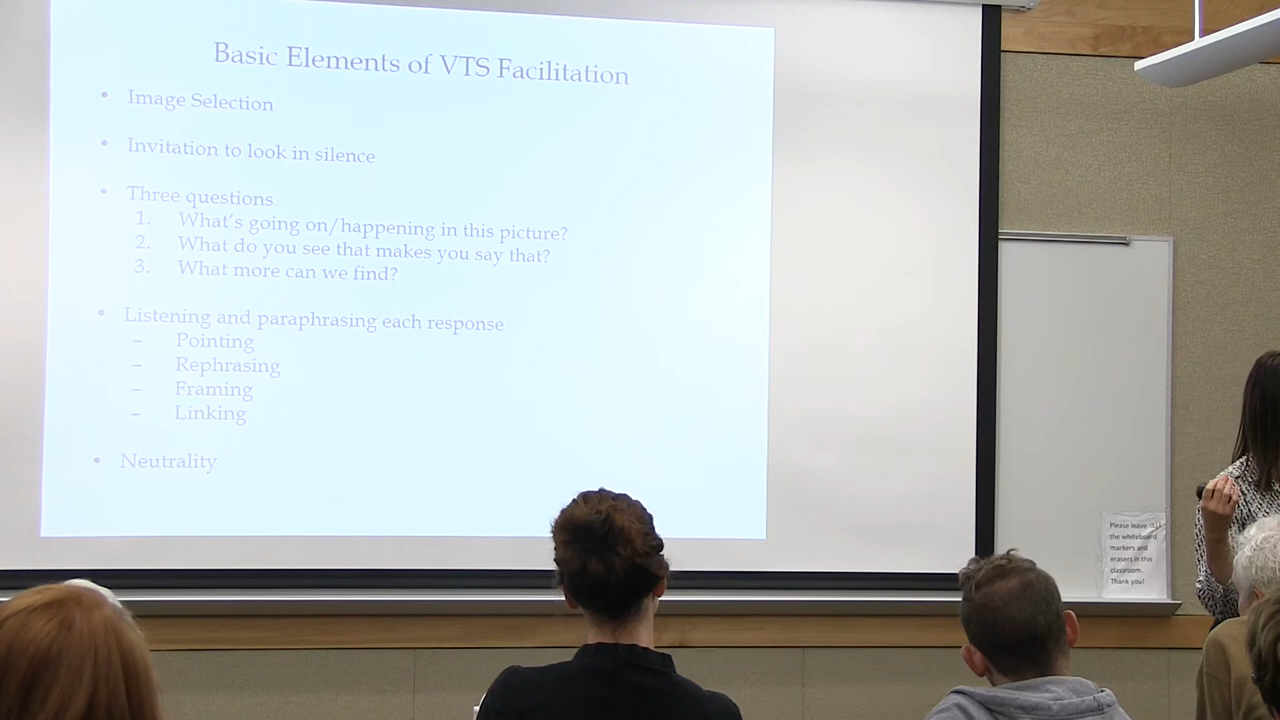 Basic Elements of VTS Facilitation
• Image Selection
• Invitation to look in silence
• Three questions
1. What's going on/happening in this picture?
2. What do you see that makes you say that?
3. What more can we find?
• Listening and paraphrasing each response
– Pointing
– Rephrasing
– Framing
– Linking
• Neutrality
Please leave ALL
the whiteboard
markers and
erasers in this
classroom.
Thank you!